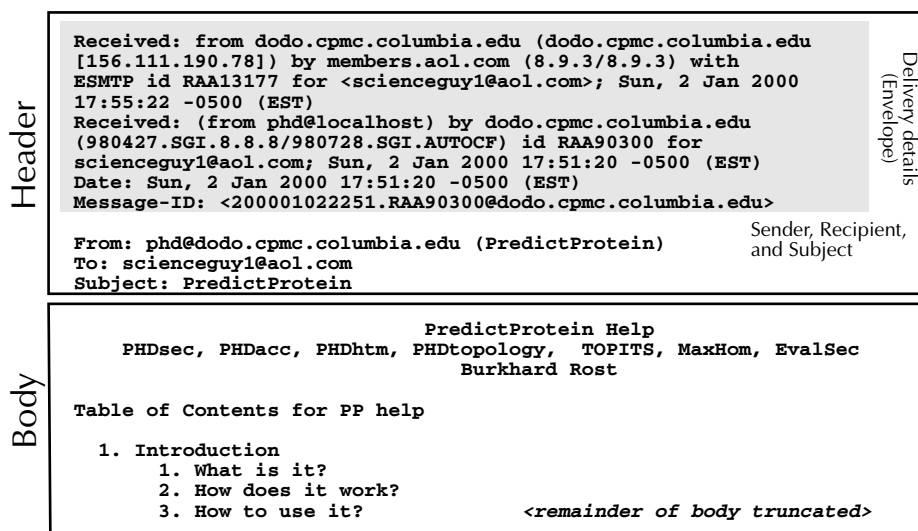 Header
Received: from dodo.cpmc.columbia.edu (dodo.cpmc.columbia.edu
[156.111.190.78]) by members.aol.com (8.9.3/8.9.3) with
ESMTP id RAA13177 for <scienceguy1@aol.com>; Sun, 2 Jan 2000
17:55:22 -0500 (EST)
Received: (from phd@localhost) by dodo.cpmc.columbia.edu
(980427.SGI.8.8.8/980728.SGI.AUTOCF) id RAA90300 for
scienceguy1@aol.com; Sun, 2 Jan 2000 17:51:20 -0500 (EST)
Date: Sun, 2 Jan 2000 17:51:20 -0500 (EST)
Message-ID: <200001022251.RAA90300@dodo.cpmc.columbia.edu>
Delivery details
(Envelope)
From: phd@dodo.cpmc.columbia.edu (PredictProtein)
To: scienceguy1@aol.com
Subject: PredictProtein
Sender, Recipient,
and Subject
Body
PredictProtein Help
PHDsec, PHDacc, PHDhtm, PHDtopology, TOPITS, MaxHom, EvalSec
Burkhard Rost
Table of Contents for PP help
1. Introduction
1. What is it?
2. How does it work?
3. How to use it? <remainder of body truncated>